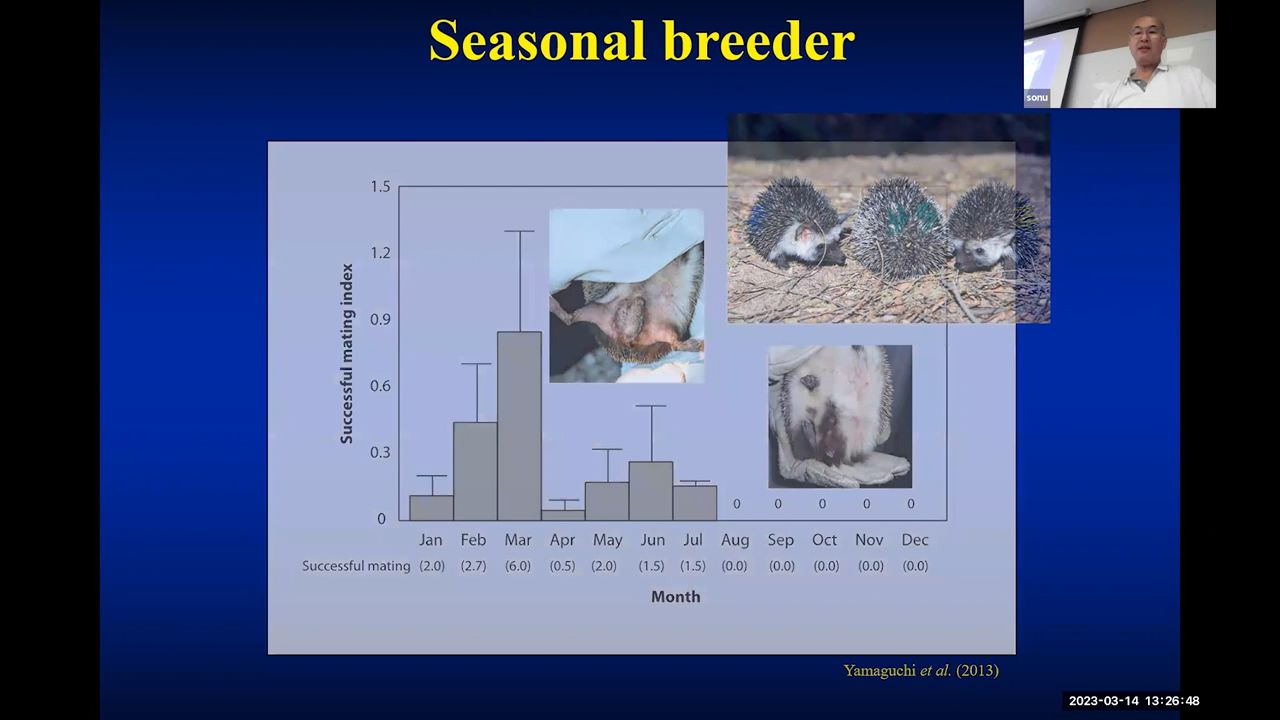 Seasonal breeder
sonu
1.5
1.2
0.9
0.6
0.3
0
Successful mating index
0 0 0 0 0
Jan Feb Mar Apr May Jun Jul Aug Sep Oct Nov Dec
Successful mating (2.0) (2.7) (6.0) (0.5) (2.0) (1.5) (1.5) (0.0) (0.0) (0.0) (0.0) (0.0)
Month
Yamaguchi et al. (2013)
2023-03-14 13:26:48